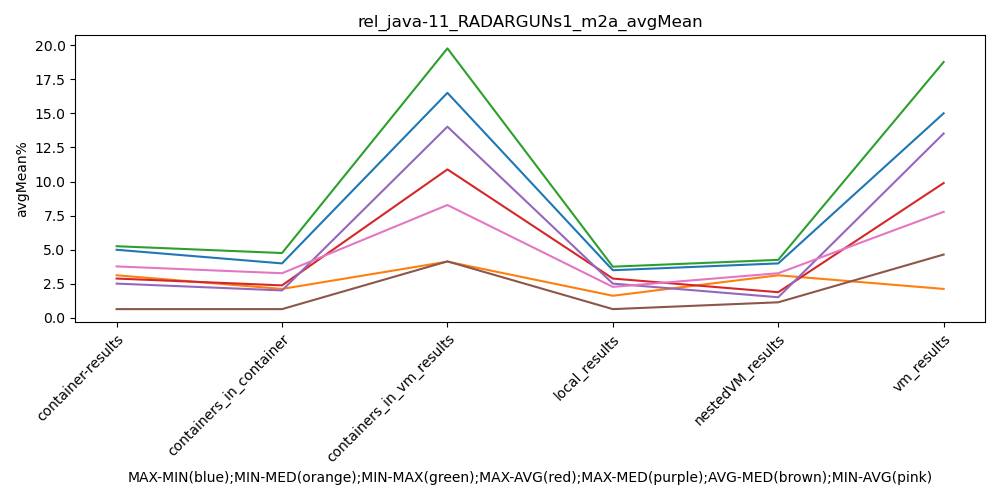 rel_java-11_RADARGUNs1_m2a_avgMean
20.0
17.5
15.0
12.5
10.0
7.5
5.0
2.5
0.0
avgMean%
container-results
containers_in_container
containers_in_vm_results
local_results
nestedVM_results
vm_results
MAX-MIN(blue);MIN-MED(orange);MIN-MAX(green);MAX-AVG(red);MAX-MED(purple);AVG-MED(brown);MIN-AVG(pink)